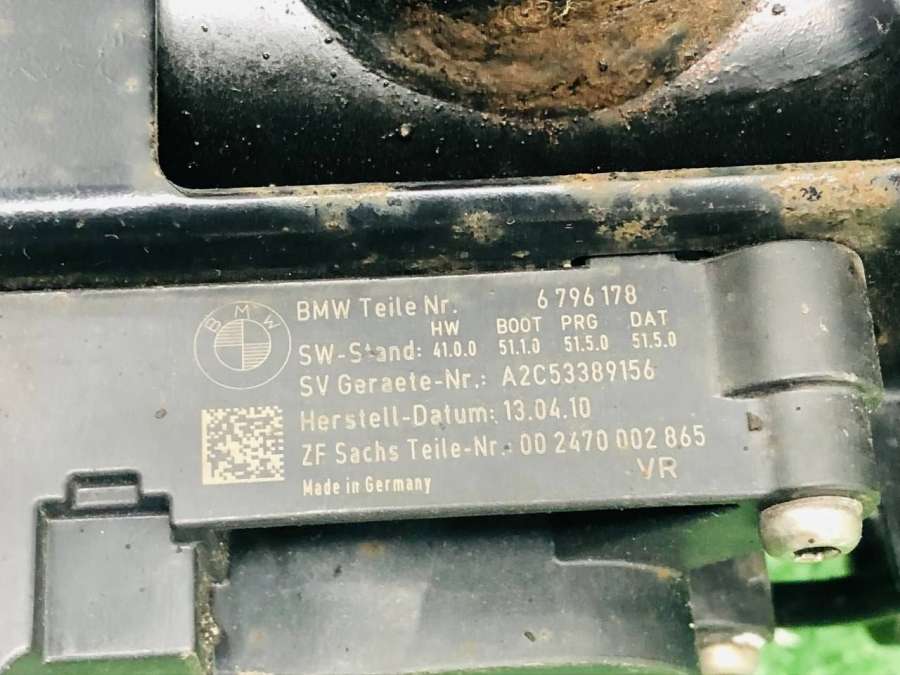 BMW
BMW Teile Nr. 6 796 178
HW BOOT PRG DAT
SW-Stand: 41.0.0 51.1.0 51.5.0 51.5.0
SV Geraete-Nr.: A2C53389156
Herstell-Datum: 13.04.10
ZF Sachs Teile-Nr.: 00 2470 002 865
VR
Made in Germany